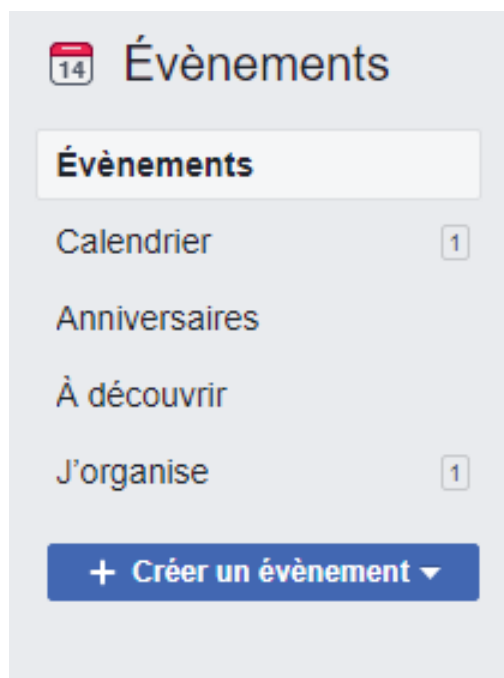 14 Évènements
Évènements
Calendrier 1
Anniversaires
À découvrir
J’organise 1
+ Créer un évènement